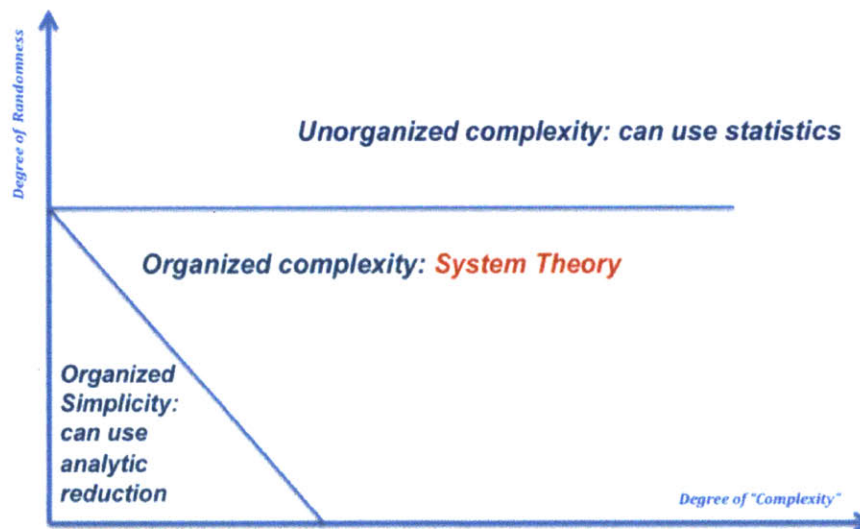 Degree of Randomness
Unorganized complexity: can use statistics
Organized complexity: System Theory
Organized
Simplicity:
can use
analytic
reduction
Degree of "Complexity"